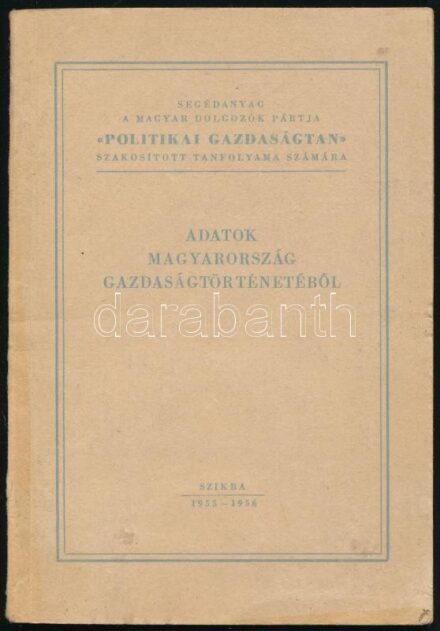 SEGÉDANYAG
A MAGYAR DOLGOZÓK PÁRTJA
«POLITIKAI GAZDASÁGTAN»
SZAKOSÍTOTT TANFOLYAMA SZÁMÁRA
ADATOK
MAGYARORSZÁG
GAZDASÁGTÖRTÉNETÉBŐL
darabanth
SZIKRA
1955–1956